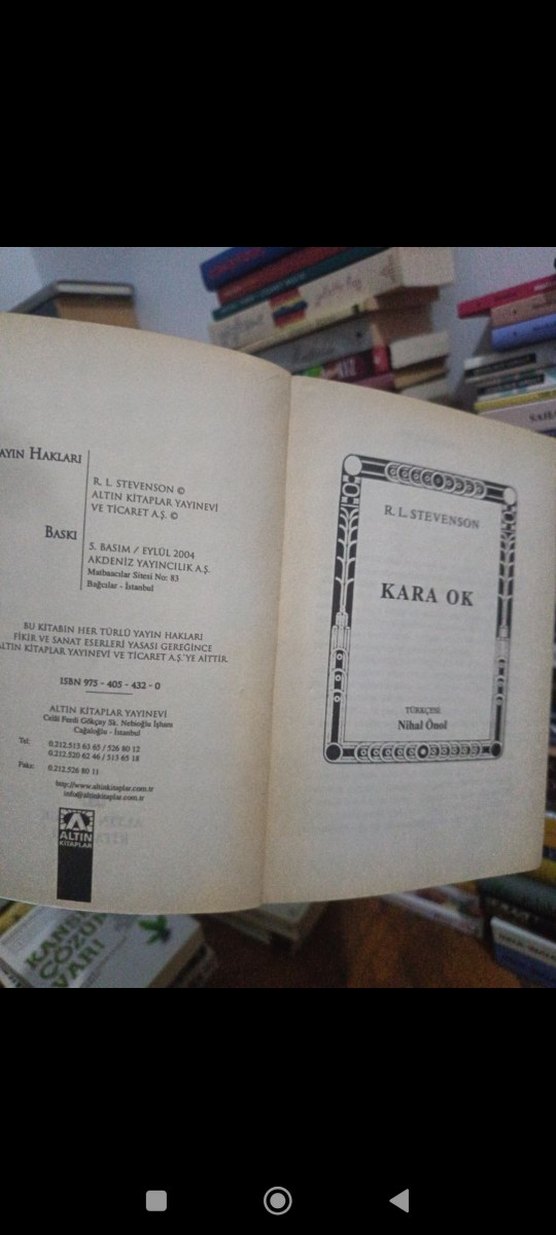 AYIN HAKLARI
R. L. STEVENSON ©
ALTIN KİTAPLAR YAYINEVİ
VE TİCARET A.Ş. ©
BASKI
5. BASIM / EYLÜL 2004
AKDENİZ YAYINCILIK A.Ş.
Matbaacılar Sitesi No: 83
Bağcılar - İstanbul
BU KİTABIN HER TÜRLÜ YAYIN HAKLARI
FİKİR VE SANAT ESERLERİ YASASI GEREĞİNCE
ALTIN KİTAPLAR YAYINEVİ VE TİCARET A.Ş.'YE AİTTİR.
ISBN 975 - 405 - 432 - 0
ALTIN KİTAPLAR YAYINEVİ
Celâl Ferdi Gökçay Sk. Nebioğlu İşhanı
Cağaloğlu - İstanbul
Tel: 0.212.513 63 65 / 526 80 12
0.212.520 62 46 / 513 65 18
Faks: 0.212.526 80 11
http://www.altinkitaplar.com.tr
info@altinkitaplar.com.tr
ALTIN
KİTAPLAR
R. L. STEVENSON
KARA OK
TÜRKÇESİ
Nihal Önol
ÇÖZÜM
VAR!